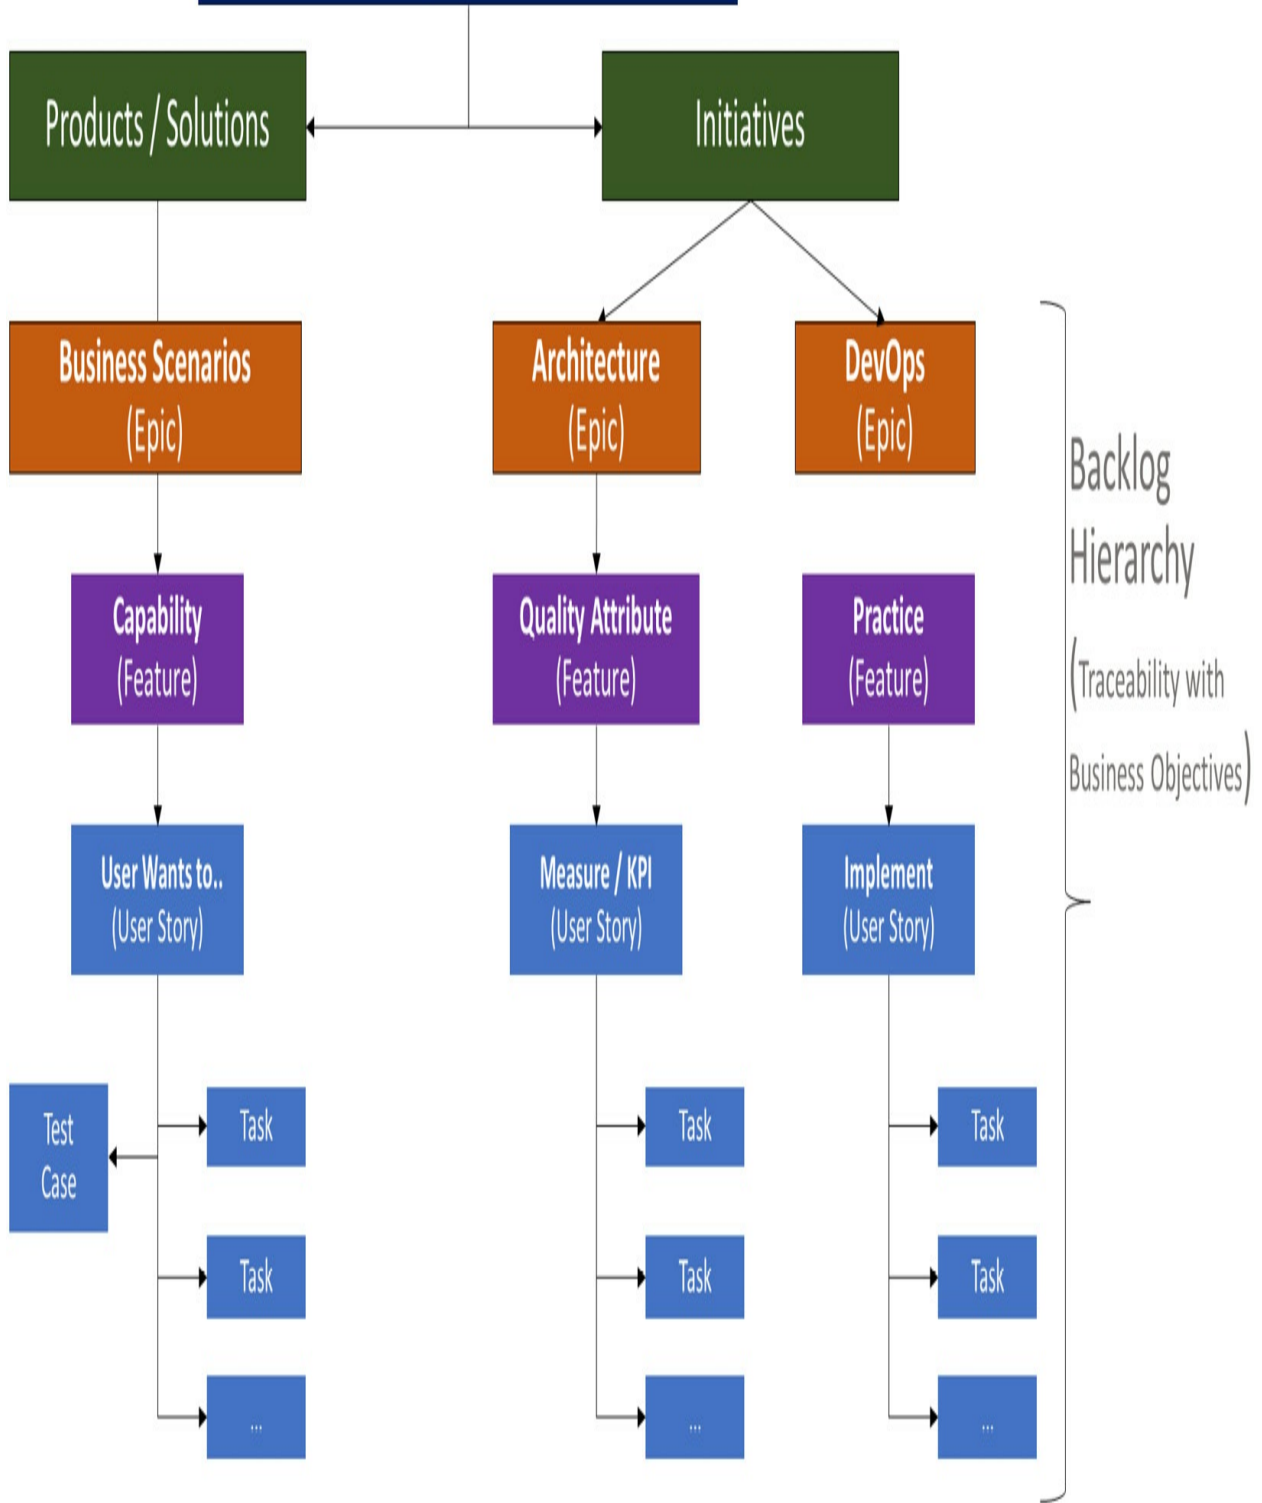 Products / Solutions
Initiatives
Business Scenarios
(Epic)
Architecture
(Epic)
DevOps
(Epic)
Capability
(Feature)
Quality Attribute
(Feature)
Practice
(Feature)
Backlog
Hierarchy
(Traceability with
Business Objectives)
User Wants to..
(User Story)
Measure / KPI
(User Story)
Implement
(User Story)
Test
Case
Task
Task
...
Task
Task
...
Task
Task
...